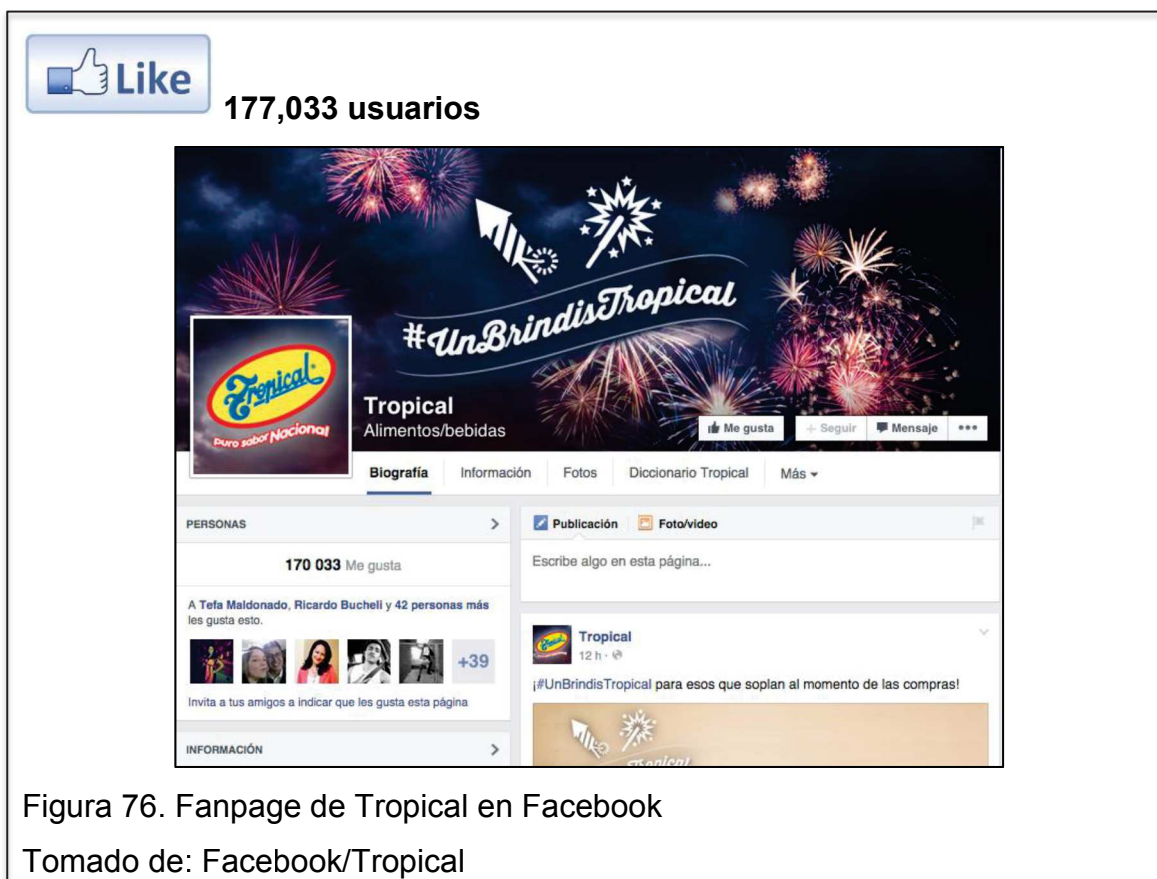 Like
177,033 usuarios
#UnBrindisTropical
Tropical
puro sabor Nacional
Tropical
Alimentos/bebidas
Me gusta
+ Seguir
Mensaje
Biografía Información Fotos Diccionario Tropical Más
PERSONAS
170 033 Me gusta
A Tefa Maldonado, Ricardo Bucheli y 42 personas más
les gusta esto.
+39
Invita a tus amigos a indicar que les gusta esta página
INFORMACIÓN
Publicación Foto/video
Escribe algo en esta página...
Tropical
Tropical
12 h ·
¡#UnBrindisTropical para esos que soplan al momento de las compras!
Figura 76. Fanpage de Tropical en Facebook
Tomado de: Facebook/Tropical